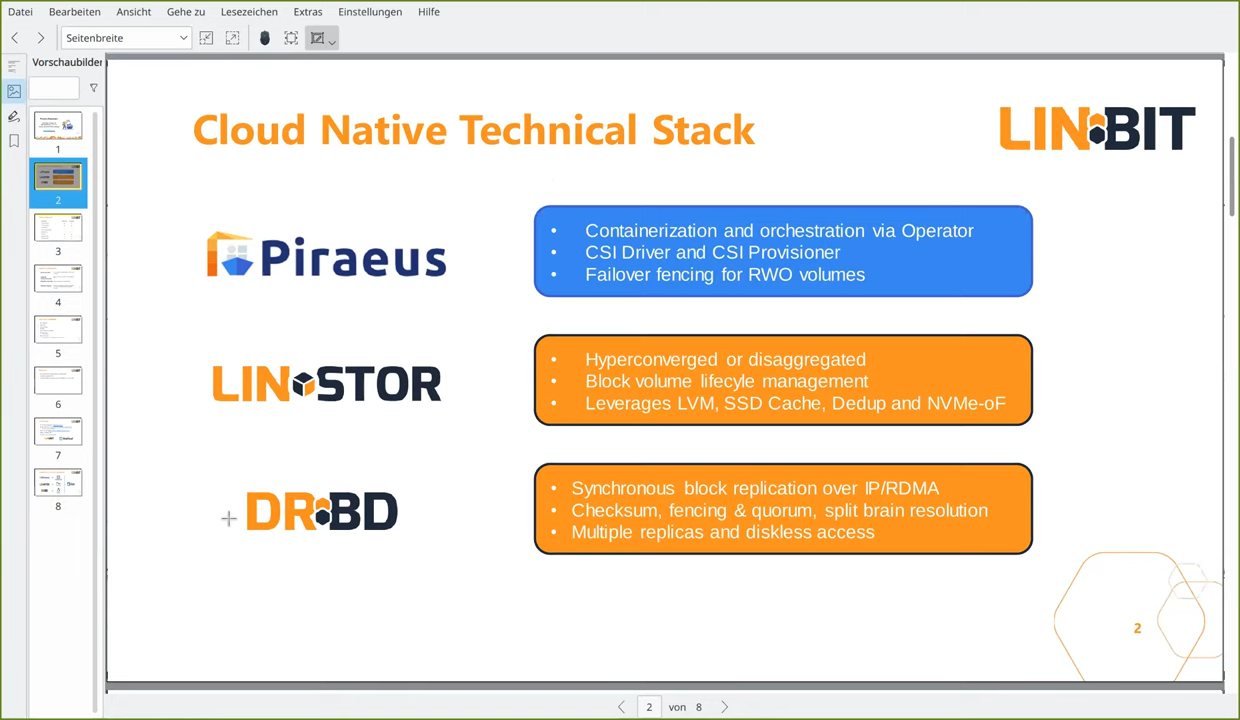 Datei Bearbeiten Ansicht Gehe zu Lesezeichen Extras Einstellungen Hilfe
Seitenbreite
Vorschaubilder
1
2
3
4
5
6
7
8
Cloud Native Technical Stack
LINBIT
Piraeus
• Containerization and orchestration via Operator
• CSI Driver and CSI Provisioner
• Failover fencing for RWO volumes
LINSTOR
• Hyperconverged or disaggregated
• Block volume lifecyle management
• Leverages LVM, SSD Cache, Dedup and NVMe-oF
DRBD
• Synchronous block replication over IP/RDMA
• Checksum, fencing & quorum, split brain resolution
• Multiple replicas and diskless access
2
2 von 8